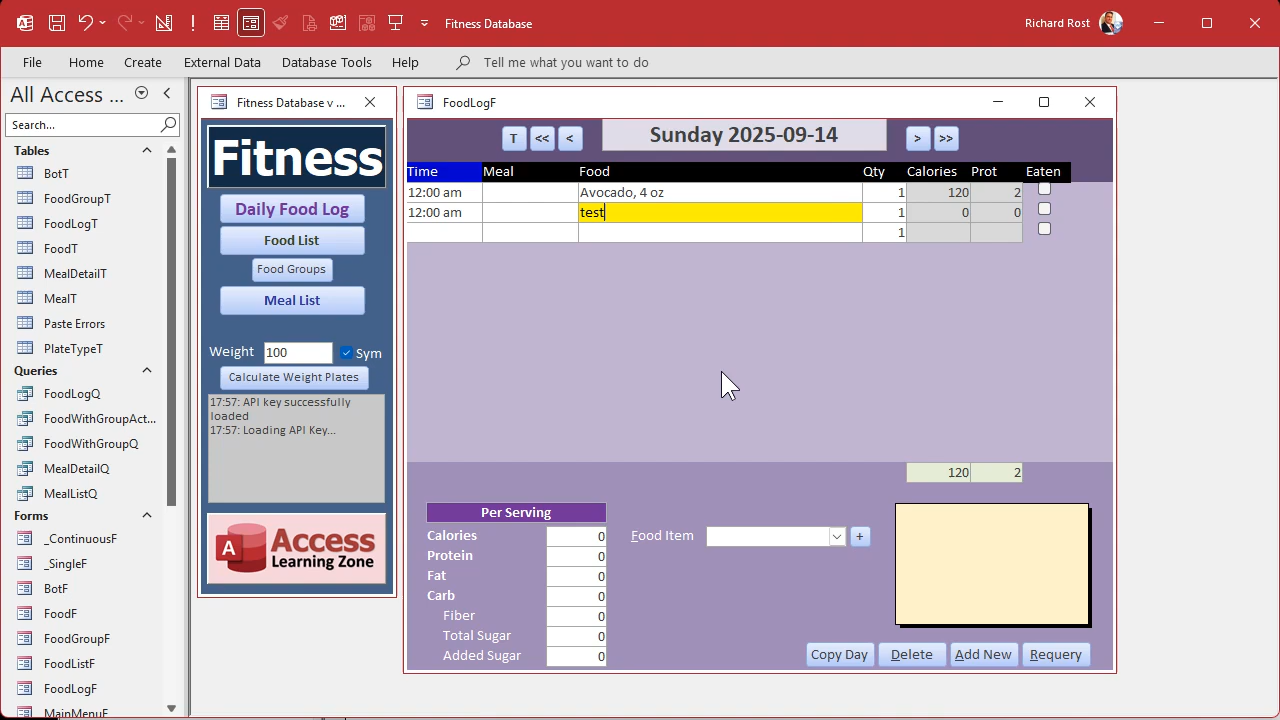 Fitness Database
Richard Rost
File Home Create External Data Database Tools Help Tell me what you want to do
All Access ...
Search...
Tables
BotT
FoodGroupT
FoodLogT
FoodT
MealDetailT
MealT
Paste Errors
PlateTypeT
Queries
FoodLogQ
FoodWithGroupAct...
FoodWithGroupQ
MealDetailQ
MealListQ
Forms
_ContinuousF
_SingleF
BotF
FoodF
FoodGroupF
FoodListF
FoodLogF
MainMenuF
Fitness Database v ...
Fitness
Daily Food Log
Food List
Food Groups
Meal List
Weight 100 Sym
Calculate Weight Plates
17:57: API key successfully
loaded
17:57: Loading API Key...
A Access
Learning Zone
FoodLogF
T << < Sunday 2025-09-14 > >>
Time Meal Food Qty Calories Prot Eaten
12:00 am Avocado, 4 oz 1 120 2
12:00 am test 1 0 0
1
120 2
Per Serving
Calories 0
Protein 0
Fat 0
Carb 0
Fiber 0
Total Sugar 0
Added Sugar 0
Food Item +
Copy Day Delete Add New Requery